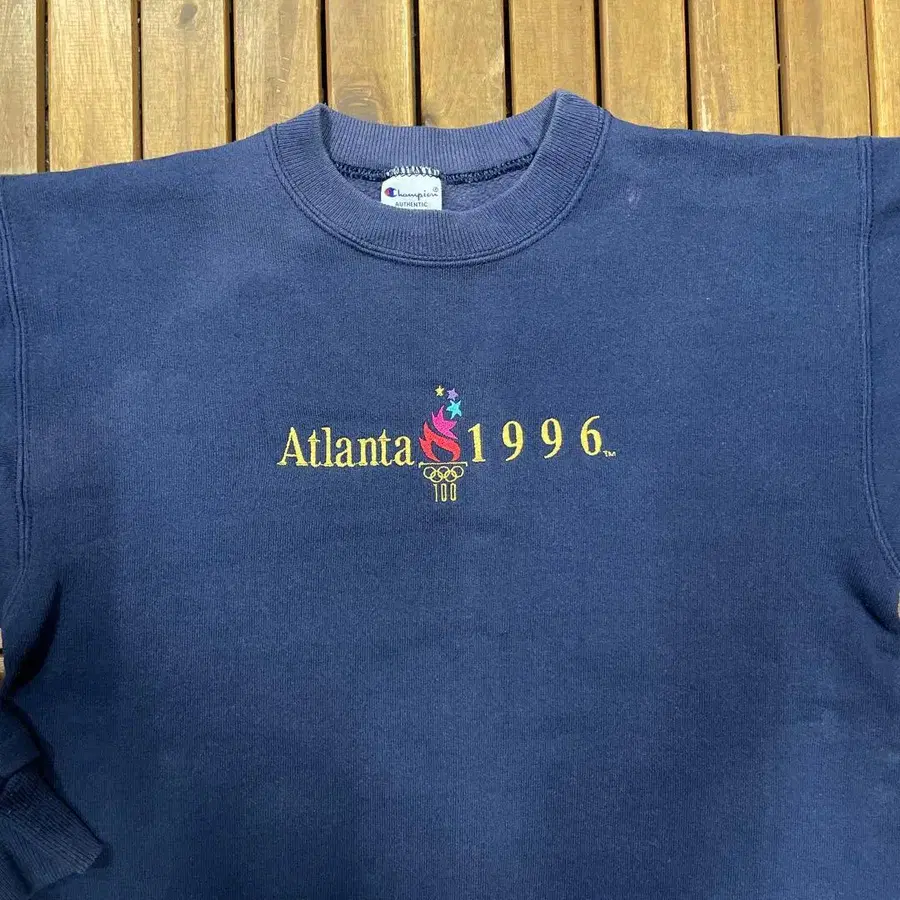 Champion®
AUTHENTIC
Atlanta 1996™
100